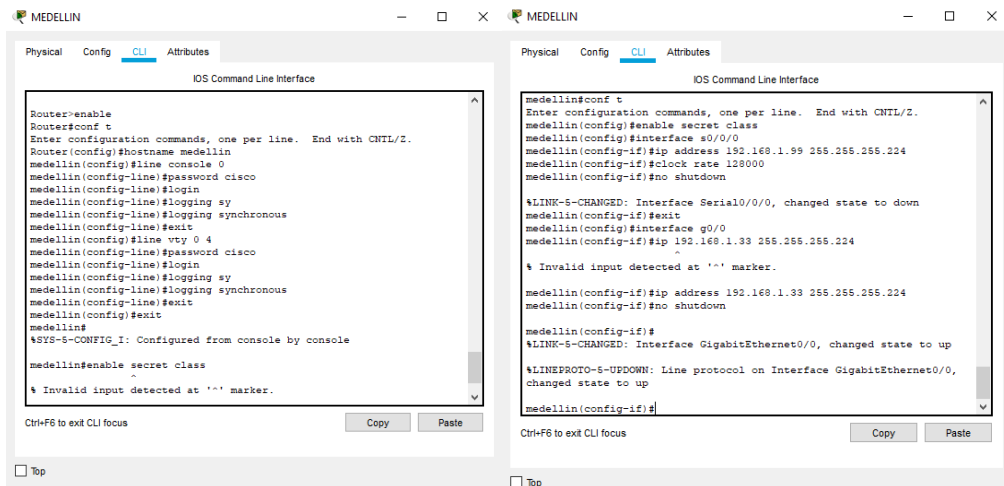 MEDELLIN
Physical Config CLI Attributes
IOS Command Line Interface
Router>enable
Router#conf t
Enter configuration commands, one per line.  End with CNTL/Z.
Router(config)#hostname medellin
medellin(config)#line console 0
medellin(config-line)#password cisco
medellin(config-line)#login
medellin(config-line)#logging sy
medellin(config-line)#logging synchronous
medellin(config-line)#exit
medellin(config)#line vty 0 4
medellin(config-line)#password cisco
medellin(config-line)#login
medellin(config-line)#logging sy
medellin(config-line)#logging synchronous
medellin(config-line)#exit
medellin(config)#exit
medellin#
%SYS-5-CONFIG_I: Configured from console by console
medellin#enable secret class
^
% Invalid input detected at '^' marker.
Ctrl+F6 to exit CLI focus
Copy Paste
Top
MEDELLIN
Physical Config CLI Attributes
IOS Command Line Interface
medellin#conf t
Enter configuration commands, one per line.  End with CNTL/Z.
medellin(config)#enable secret class
medellin(config)#interface s0/0/0
medellin(config-if)#ip address 192.168.1.99 255.255.255.224
medellin(config-if)#clock rate 128000
medellin(config-if)#no shutdown
%LINK-5-CHANGED: Interface Serial0/0/0, changed state to down
medellin(config-if)#exit
medellin(config)#interface g0/0
medellin(config-if)#ip 192.168.1.33 255.255.255.224
^
% Invalid input detected at '^' marker.
medellin(config-if)#ip address 192.168.1.33 255.255.255.224
medellin(config-if)#no shutdown
medellin(config-if)#
%LINK-5-CHANGED: Interface GigabitEthernet0/0, changed state to up
%LINEPROTO-5-UPDOWN: Line protocol on Interface GigabitEthernet0/0,
changed state to up
medellin(config-if)#
Ctrl+F6 to exit CLI focus
Copy Paste
Top